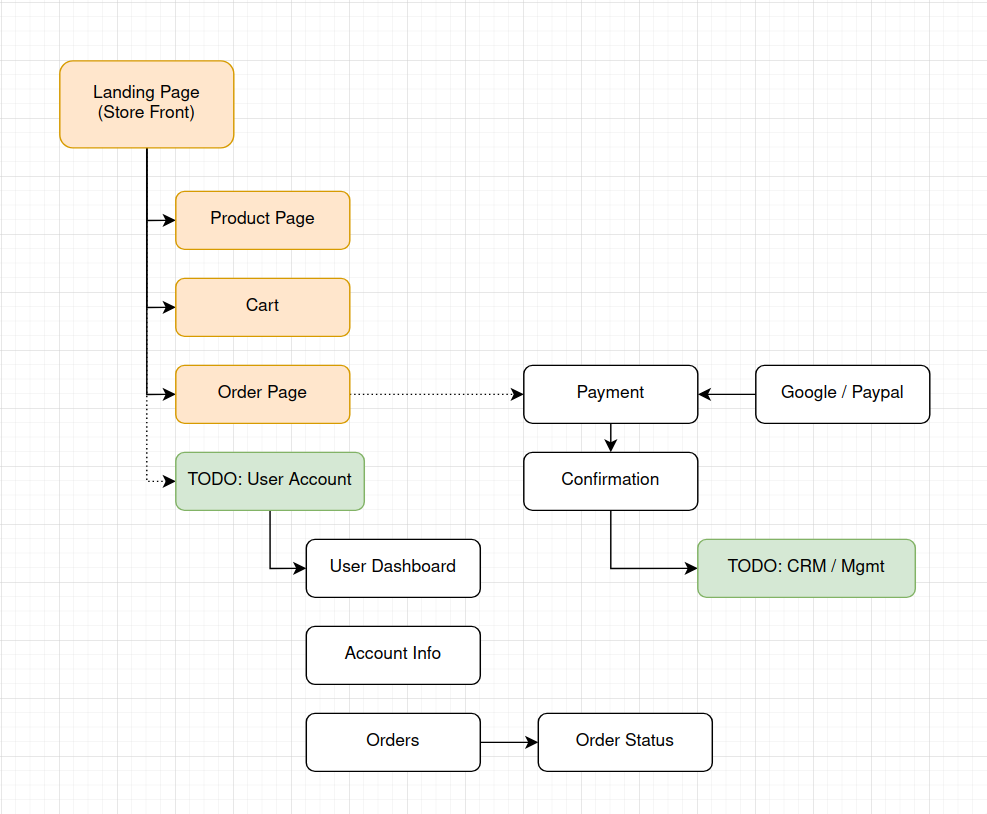 Landing Page
(Store Front)
Product Page
Cart
Order Page
Payment
Google / Paypal
TODO: User Account
Confirmation
User Dashboard
TODO: CRM / Mgmt
Account Info
Orders
Order Status